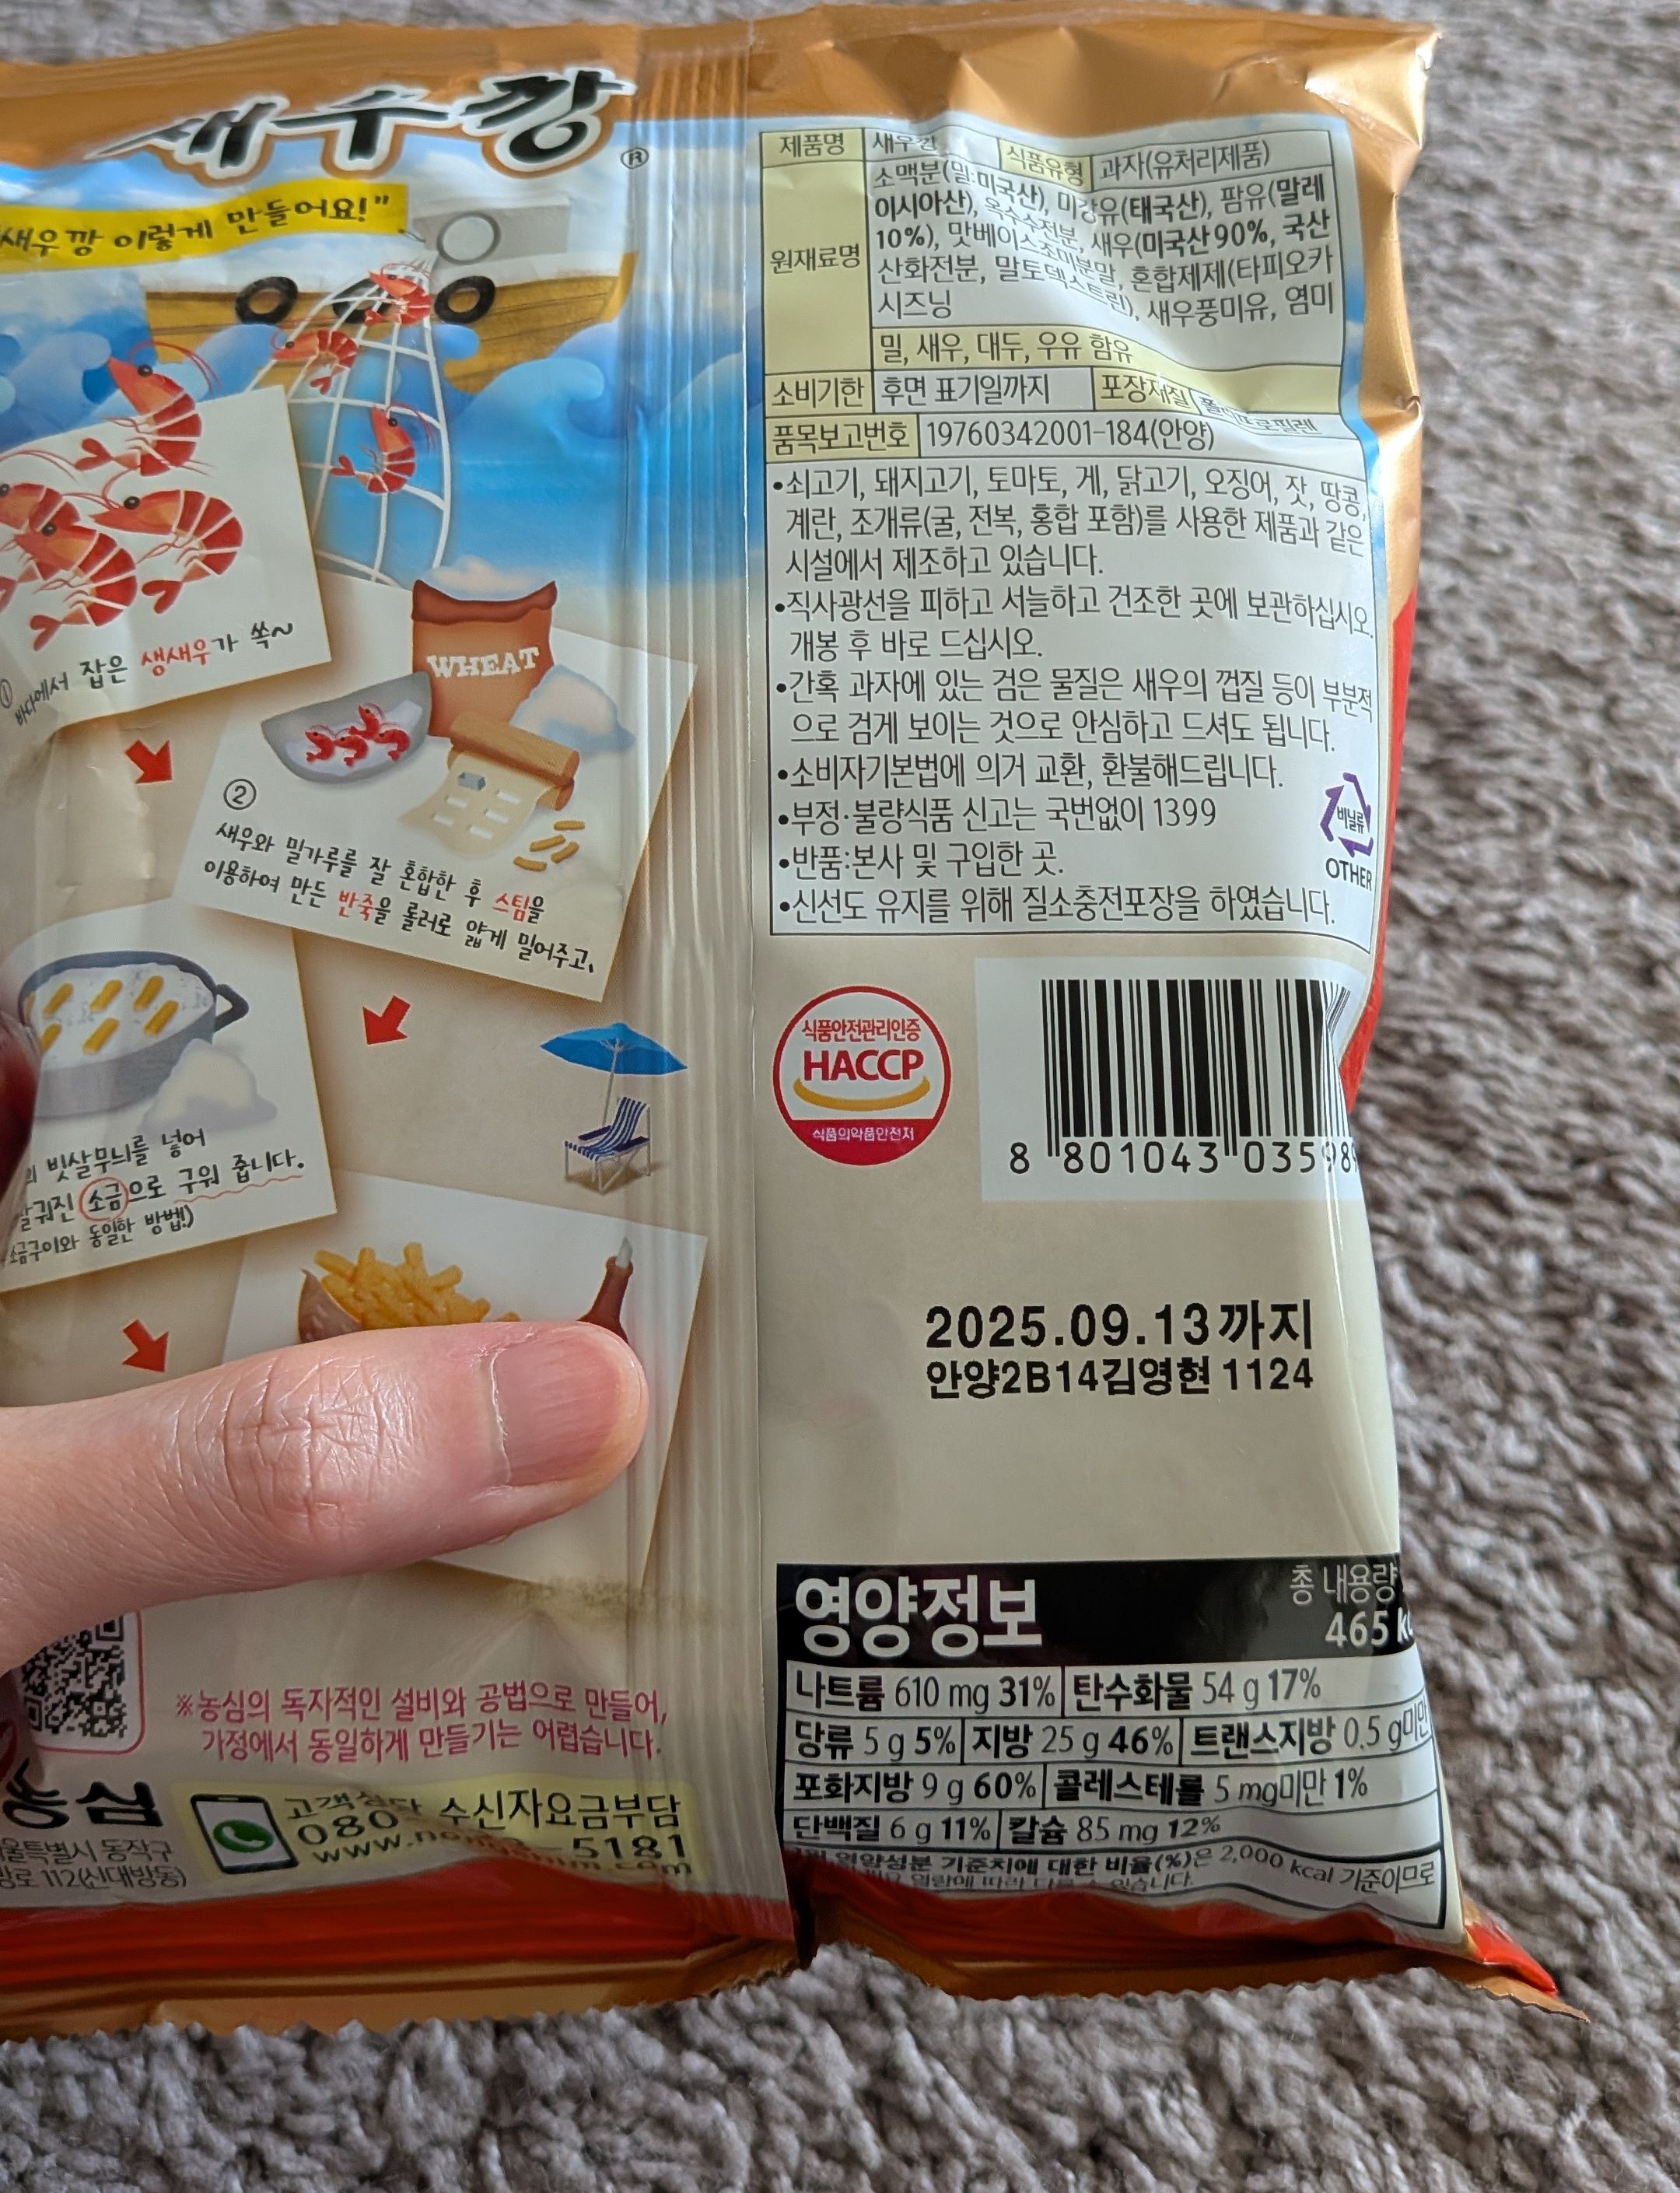 새우깡
®
새우깡 이렇게 만들어요!"
① 바다에서 잡은 생새우가 쏙~
WHEAT
②
새우와 밀가루를 잘 혼합한 후 스팀을
이용하여 만든 반죽을 롤러로 얇게 밀어주고,
빗살무늬를 넣어
소금으로 구워 줍니다.
동일한 방법!)
※농심의 독자적인 설비와 공법으로 만들어,
가정에서 동일하게 만들기는 어렵습니다.
농심
고객상담 수신자요금부담
080 5181
동작구
112(신대방동)
제품명 새우깡 식품유형 과자(유처리제품)
원재료명
소맥분(밀:미국산), 미강유(태국산), 팜유(말레
이시아산), 옥수수전분, 새우(미국산 90%, 국산
10%), 맛베이스조미분말, 혼합제제(타피오카
산화전분, 말토덱스트린), 새우풍미유, 염미
시즈닝
밀, 새우, 대두, 우유 함유
소비기한 후면 표기일까지 포장재질
품목보고번호 19760342001-184(안양)
•쇠고기, 돼지고기, 토마토, 게, 닭고기, 오징어, 잣, 땅콩,
계란, 조개류(굴, 전복, 홍합 포함)를 사용한 제품과 같은
시설에서 제조하고 있습니다.
•직사광선을 피하고 서늘하고 건조한 곳에 보관하십시오.
개봉 후 바로 드십시오.
•간혹 과자에 있는 검은 물질은 새우의 껍질 등이 부분적
으로 검게 보이는 것으로 안심하고 드셔도 됩니다.
•소비자기본법에 의거 교환, 환불해드립니다.
•부정·불량식품 신고는 국번없이 1399
•반품:본사 및 구입한 곳.
•신선도 유지를 위해 질소충전포장을 하였습니다.
비닐류
OTHER
식품안전관리인증
HACCP
식품의약품안전처
8 801043 035989
2025.09.13까지
안양2B14김영현 1124
영양정보
총 내용량
465
나트륨 610 mg 31% 탄수화물 54 g 17%
당류 5 g 5% 지방 25 g 46% 트랜스지방 0.5 g미만
포화지방 9 g 60% 콜레스테롤 5 mg미만 1%
단백질 6 g 11% 칼슘 85 mg 12%
영양성분 기준치에 대한 비율(%)은 2,000 kcal 기준이므로